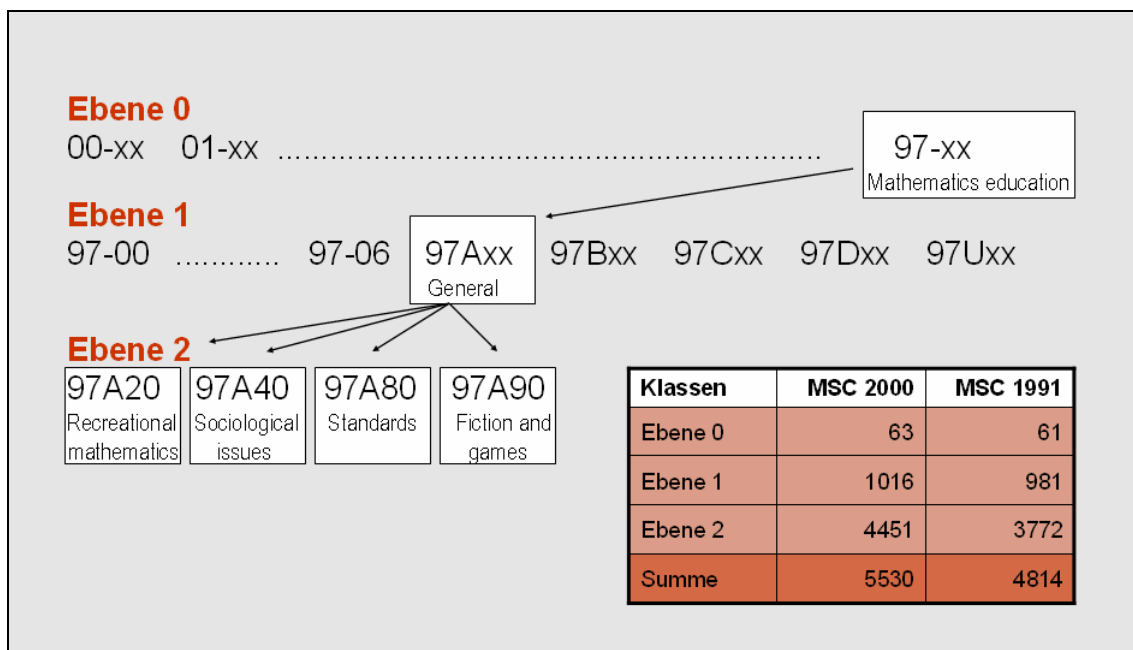 Ebene 0
00-xx 01-xx ........................................................................ 97-xx
Mathematics education
Ebene 1
97-00 ............ 97-06 97Axx 97Bxx 97Cxx 97Dxx 97Uxx
General
Ebene 2
97A20 97A40 97A80 97A90
Recreational Sociological Standards Fiction and
mathematics issues games
Klassen MSC 2000 MSC 1991
Ebene 0 63 61
Ebene 1 1016 981
Ebene 2 4451 3772
Summe 5530 4814